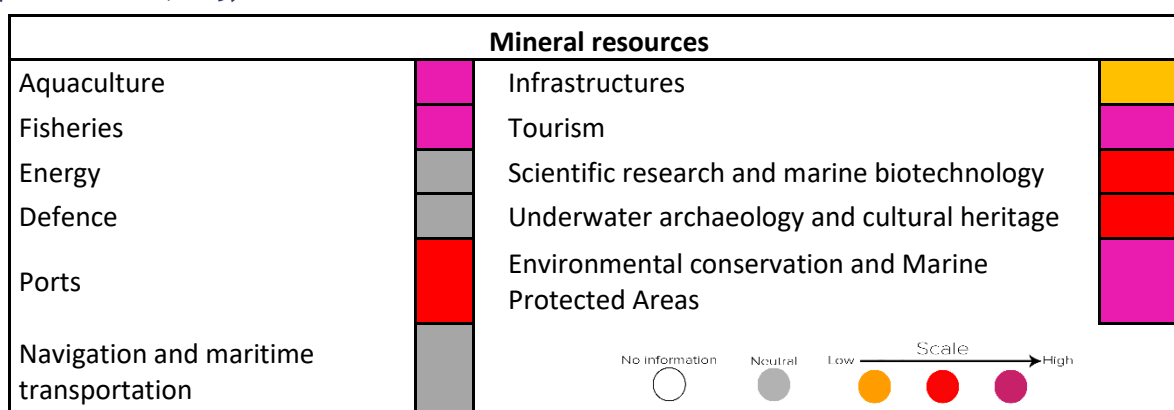 Mineral resources
Aquaculture
Infrastructures
Fisheries
Tourism
Energy
Scientific research and marine biotechnology
Defence
Underwater archaeology and cultural heritage
Ports
Environmental conservation and Marine
Protected Areas
Navigation and maritime
transportation
No information
Neutral
Low
Scale
High